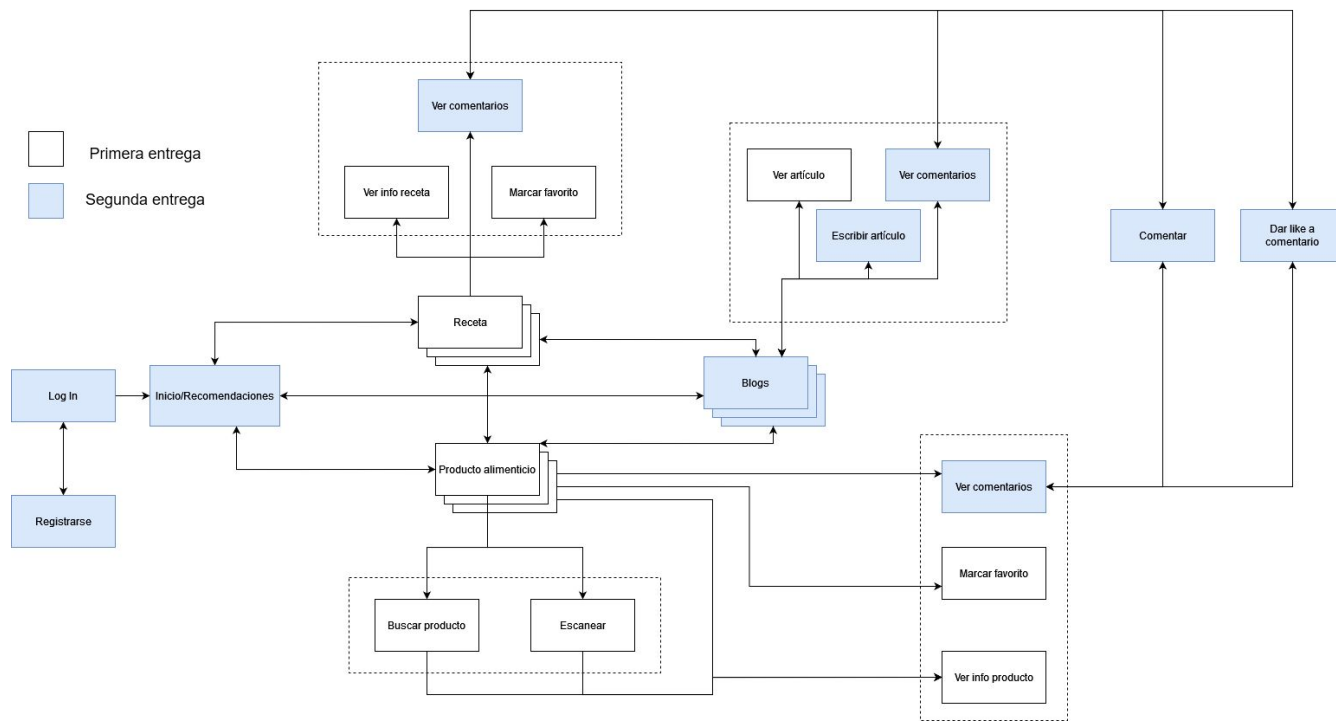 Ver comentarios
Primera entrega
Segunda entrega
Ver info receta
Marcar favorito
Ver artículo
Ver comentarios
Escribir artículo
Comentar
Dar like a
comentario
Receta
Log In
Inicio/Recomendaciones
Blogs
Producto alimenticio
Registrarse
Ver comentarios
Marcar favorito
Buscar producto
Escanear
Ver info producto